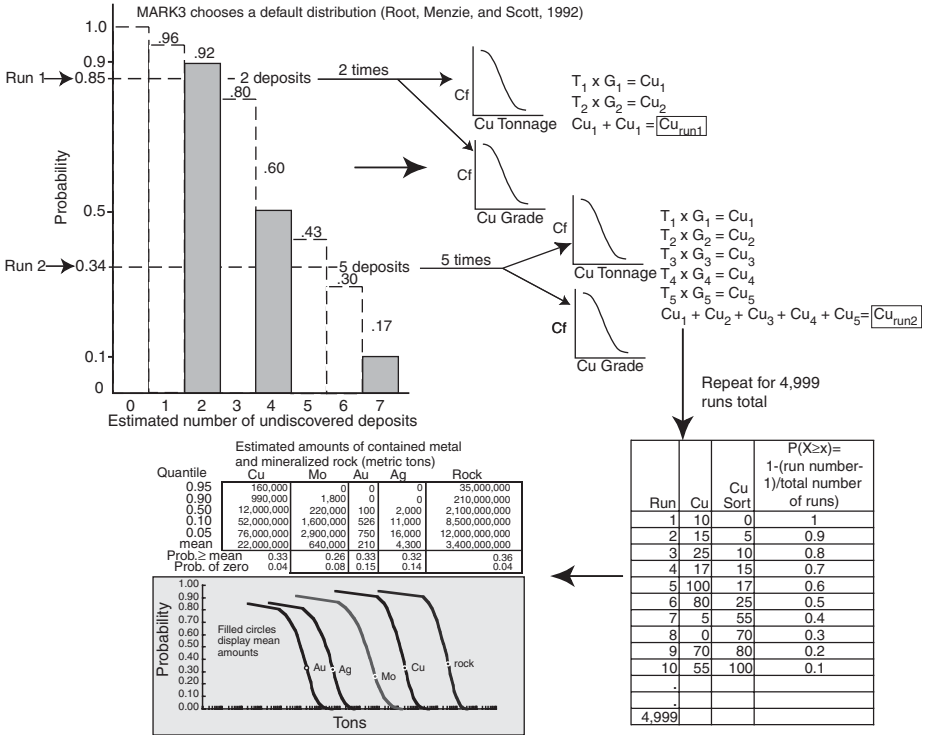 MARK3 chooses a default distribution (Root, Menzie, and Scott, 1992)
1.0
.96
.92
0.9
Run 1
0.85
2 deposits
2 times
.80
Probability
.60
0.5
.43
Run 2
0.34
5 deposits
5 times
.30
.17
0.1
0
0 1 2 3 4 5 6 7
Estimated number of undiscovered deposits
Cf
Cu Tonnage
Cf
Cu Grade
T1 x G1 = Cu1
T2 x G2 = Cu2
Cu1 + Cu1 = Curun1
Cf
Cu Tonnage
Cf
Cu Grade
T1 x G1 = Cu1
T2 x G2 = Cu2
T3 x G3 = Cu3
T4 x G4 = Cu4
T5 x G5 = Cu5
Cu1 + Cu2 + Cu3 + Cu4 + Cu5= Curun2
Repeat for 4,999
runs total
P(X≥x)=
1-(run number-
1)/total number
of runs)
Run Cu Cu Sort
1 10 0 1
2 15 5 0.9
3 25 10 0.8
4 17 15 0.7
5 100 17 0.6
6 80 25 0.5
7 5 55 0.4
8 0 70 0.3
9 70 80 0.2
10 55 100 0.1
.
.
4,999
Estimated amounts of contained metal
and mineralized rock (metric tons)
Quantile Cu Mo Au Ag Rock
0.95 160,000 0 0 0 35,000,000
0.90 990,000 1,800 0 0 210,000,000
0.50 12,000,000 220,000 100 2,000 2,100,000,000
0.10 52,000,000 1,600,000 526 11,000 8,500,000,000
0.05 76,000,000 2,900,000 750 16,000 12,000,000,000
mean 22,000,000 640,000 210 4,300 3,400,000,000
Prob.≥ mean 0.33 0.26 0.33 0.32 0.36
Prob. of zero 0.04 0.08 0.15 0.14 0.04
Probability
1.00
0.90
0.80
0.70
0.60
0.50
0.40
0.30
0.20
0.10
0.00
Filled circles
display mean
amounts
Au
Ag
Mo
Cu
rock
Tons